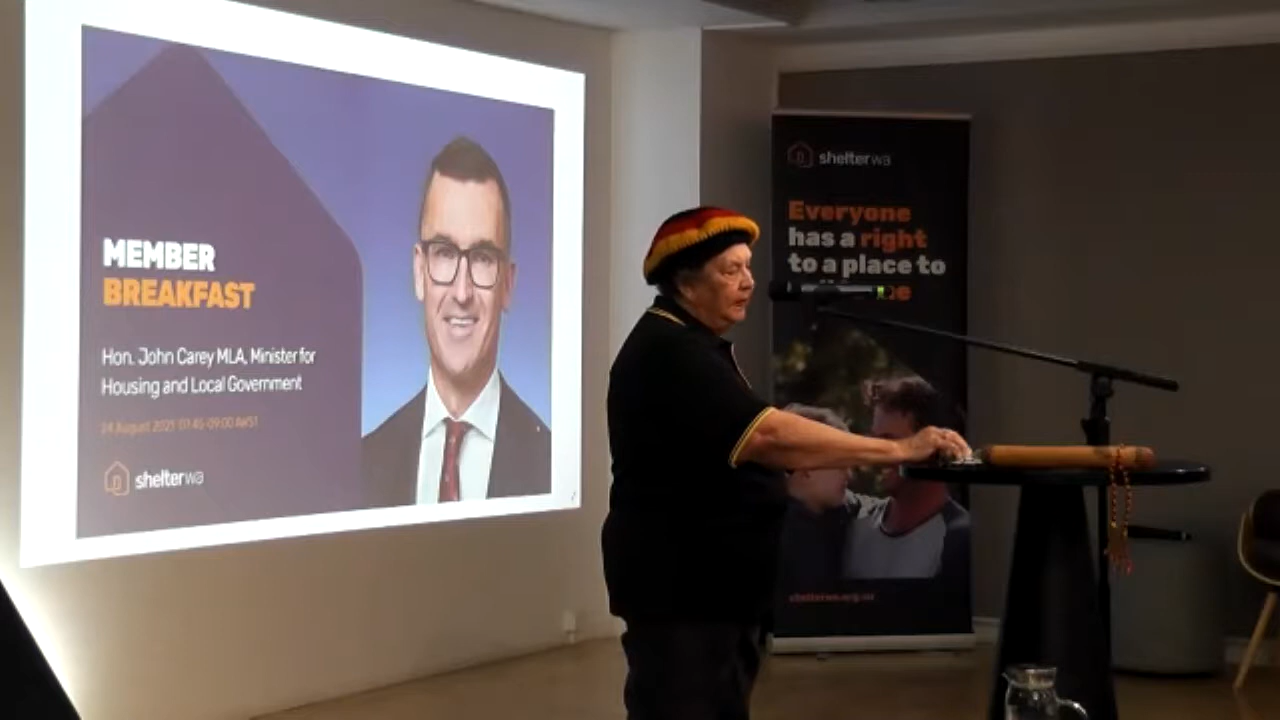 MEMBER
BREAKFAST
Hon. John Carey MLA, Minister for
Housing and Local Government
shelterwa
shelterwa
Everyone
has a right
to a place to